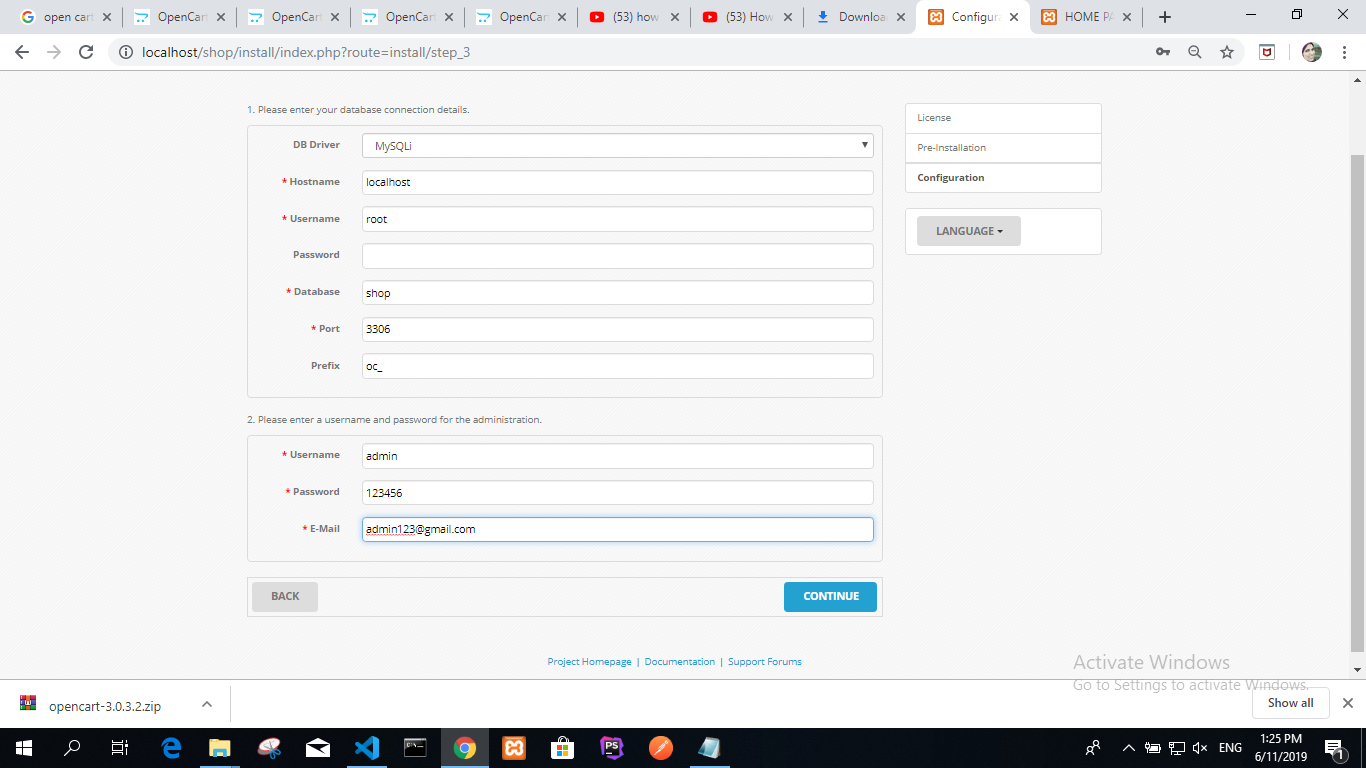 open cart
OpenCart
OpenCart
OpenCart
OpenCart
(53) how
(53) How
Download
Configura
HOME PA
localhost/shop/install/index.php?route=install/step_3
1. Please enter your database connection details.
DB Driver MySQLi
* Hostname localhost
* Username root
Password
* Database shop
* Port 3306
Prefix oc_
2. Please enter a username and password for the administration.
* Username admin
* Password 123456
* E-Mail admin123@gmail.com
BACK CONTINUE
License
Pre-Installation
Configuration
LANGUAGE
Project Homepage | Documentation | Support Forums
Activate Windows
Go to Settings to activate Windows.
opencart-3.0.3.2.zip
Show all
PS
ENG
1:25 PM
6/11/2019
1